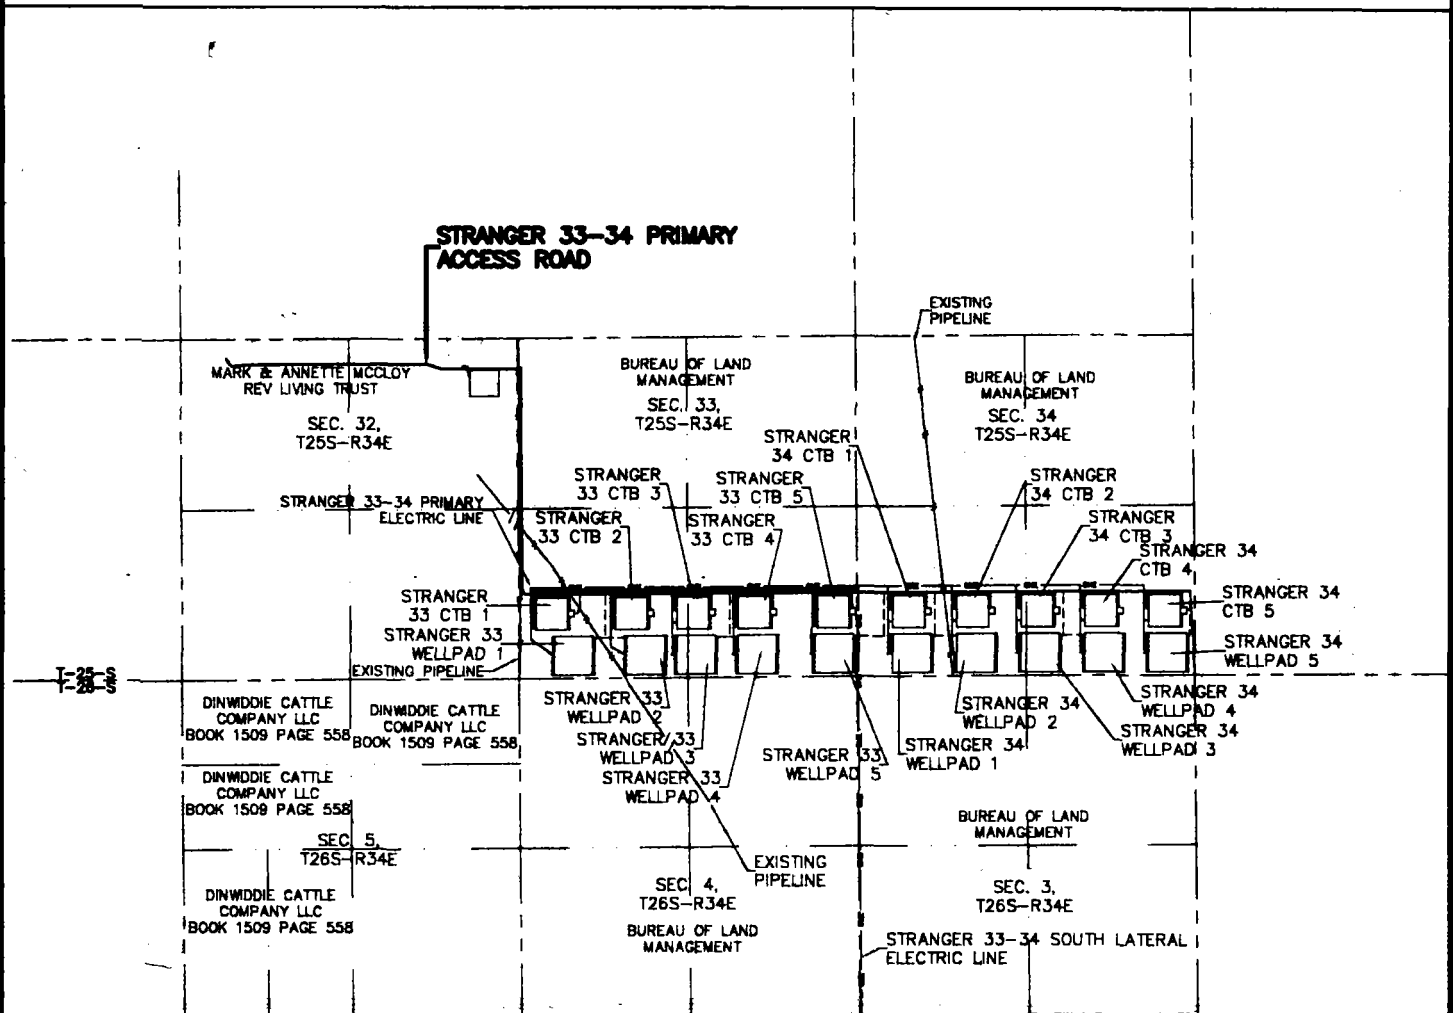 STRANGER 33-34 PRIMARY
ACCESS ROAD
EXISTING
PIPELINE
MARK & ANNETTE MCCLOY
REV LIVING TRUST
SEC. 32,
T25S-R34E
BUREAU OF LAND
MANAGEMENT
SEC. 33,
T25S-R34E
BUREAU OF LAND
MANAGEMENT
SEC. 34
T25S-R34E
STRANGER
34 CTB 1
STRANGER
33 CTB 3
STRANGER
33 CTB 5
STRANGER
34 CTB 2
STRANGER 33-34 PRIMARY
ELECTRIC LINE
STRANGER
33 CTB 2
STRANGER
33 CTB 4
STRANGER
34 CTB 3
STRANGER 34
CTB 4
STRANGER
33 CTB 1
STRANGER 34
CTB 5
STRANGER 33
WELLPAD 1
EXISTING PIPELINE
STRANGER 34
WELLPAD 5
T-25-S
T-26-S
DINWIDDIE CATTLE
COMPANY LLC
BOOK 1509 PAGE 558
DINWIDDIE CATTLE
COMPANY LLC
BOOK 1509 PAGE 558
STRANGER 33
WELLPAD 2
STRANGER 33
WELLPAD 3
STRANGER 33
WELLPAD 4
STRANGER 33
WELLPAD 5
STRANGER 34
WELLPAD 1
STRANGER 34
WELLPAD 2
STRANGER 34
WELLPAD 4
STRANGER 34
WELLPAD 3
DINWIDDIE CATTLE
COMPANY LLC
BOOK 1509 PAGE 558
SEC. 5,
T26S-R34E
BUREAU OF LAND
MANAGEMENT
EXISTING
PIPELINE
SEC. 4,
T26S-R34E
BUREAU OF LAND
MANAGEMENT
SEC. 3,
T26S-R34E
DINWIDDIE CATTLE
COMPANY LLC
BOOK 1509 PAGE 558
STRANGER 33-34 SOUTH LATERAL
ELECTRIC LINE